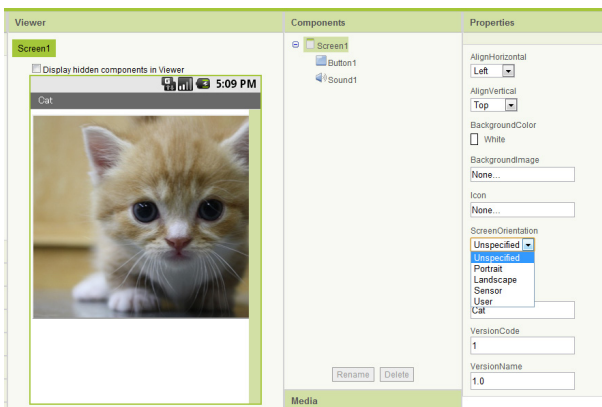 Viewer
Screen1
Display hidden components in Viewer
5:09 PM
Cat
Components
Screen1
Button1
Sound1
Rename
Delete
Media
Properties
AlignHorizontal
Left
AlignVertical
Top
BackgroundColor
White
BackgroundImage
None...
Icon
None...
ScreenOrientation
Unspecified
Unspecified
Portrait
Landscape
Sensor
User
Cat
VersionCode
1
VersionName
1.0